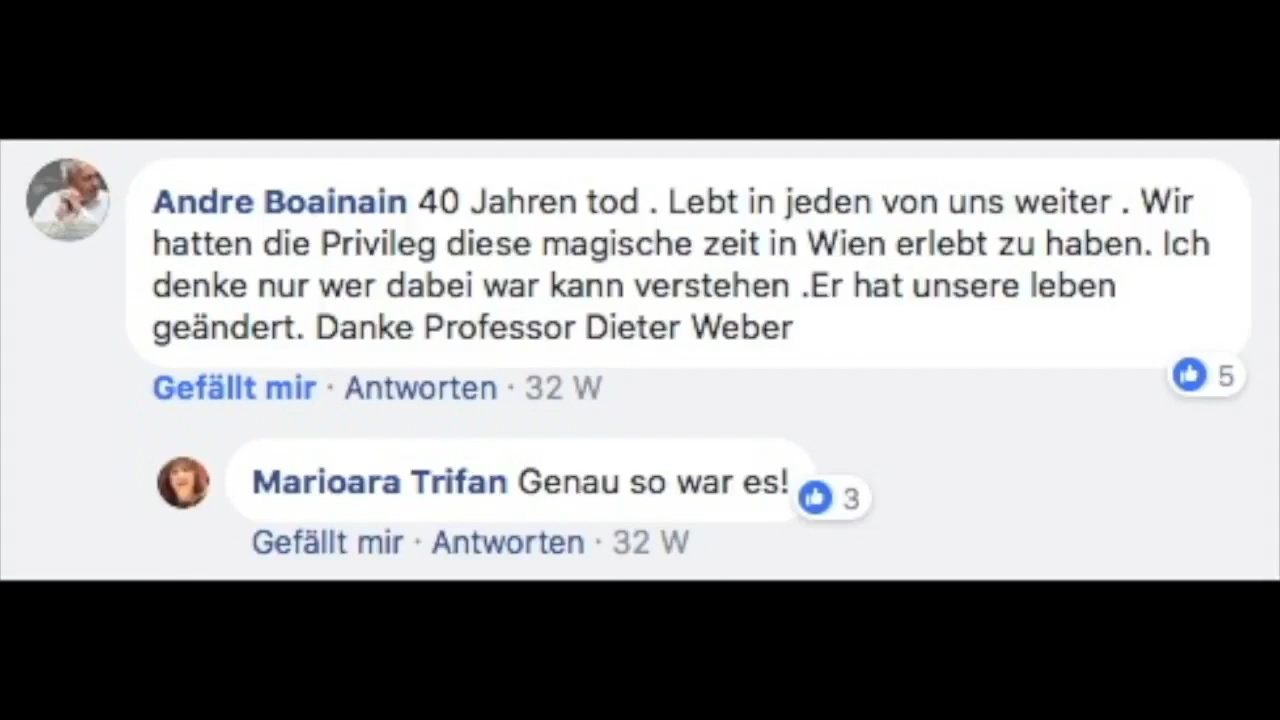 Andre Boainain 40 Jahren tod . Lebt in jeden von uns weiter . Wir
hatten die Privileg diese magische zeit in Wien erlebt zu haben. Ich
denke nur wer dabei war kann verstehen .Er hat unsere leben
geändert. Danke Professor Dieter Weber
5
Gefällt mir · Antworten · 32 W
Marioara Trifan Genau so war es!
3
Gefällt mir · Antworten · 32 W